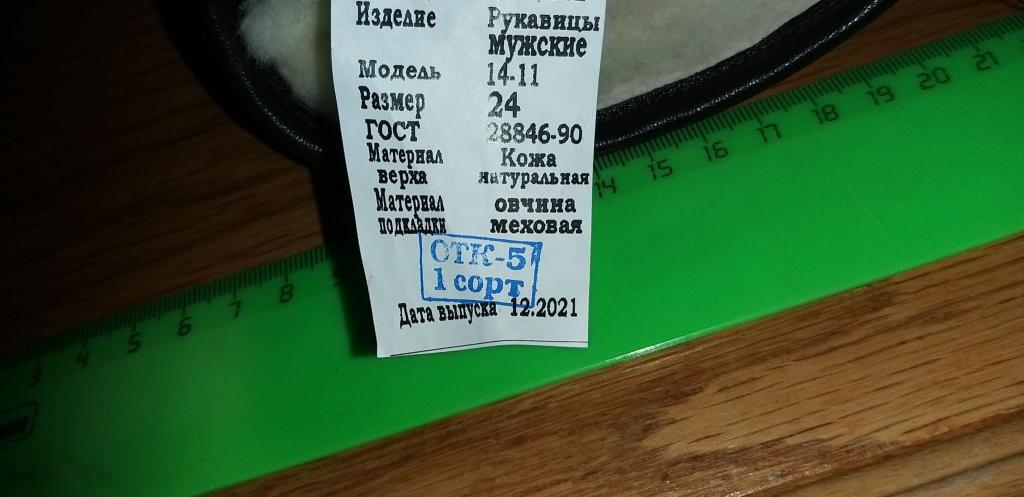 Изделие Рукавицы
мужские
Модель 14-11
Размер 24
ГОСТ 28846-90
Материал Кожа
верха натуральная
Материал овчина
подкладки меховая
ОТК-5
1 сорт
Дата выпуска 12.2021
3 4 5 6 7 8 14 15 16 17 18 19 20 21